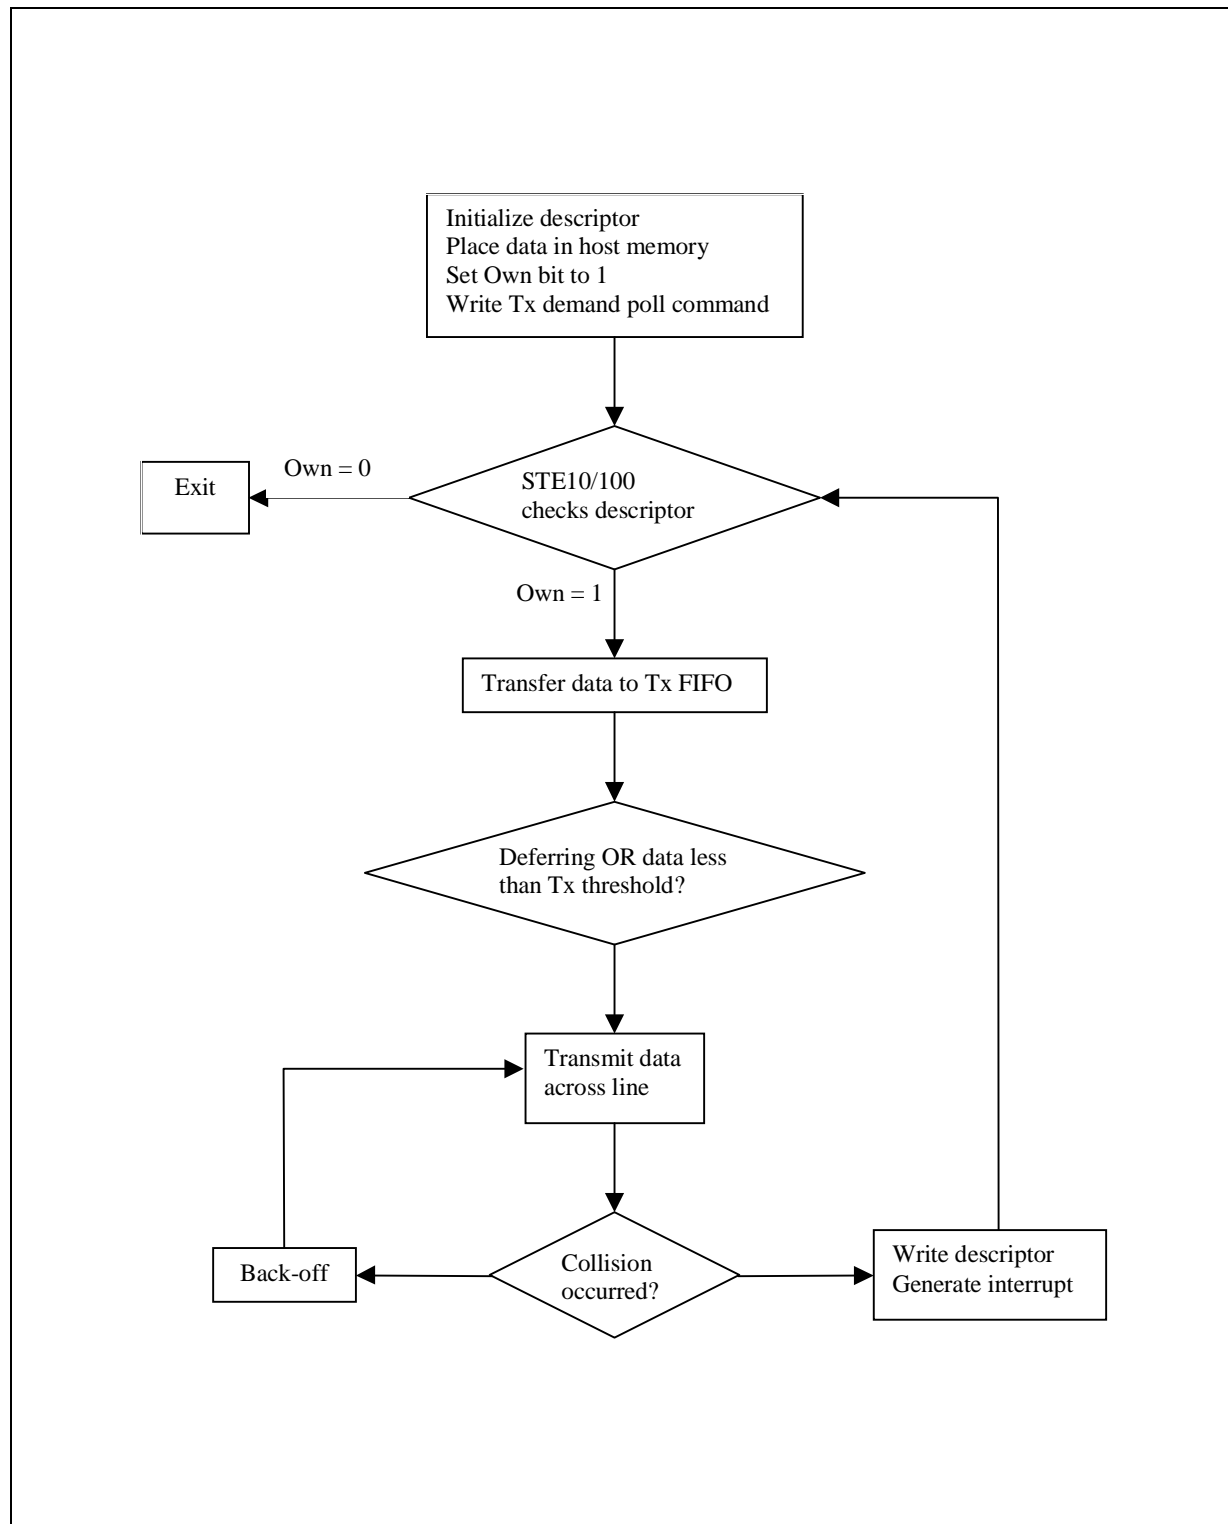 Initialize descriptor
Place data in host memory
Set Own bit to 1
Write Tx demand poll command
Exit
Own = 0
STE10/100
checks descriptor
Own = 1
Transfer data to Tx FIFO
Deferring OR data less
than Tx threshold?
Transmit data
across line
Back-off
Collision
occurred?
Write descriptor
Generate interrupt